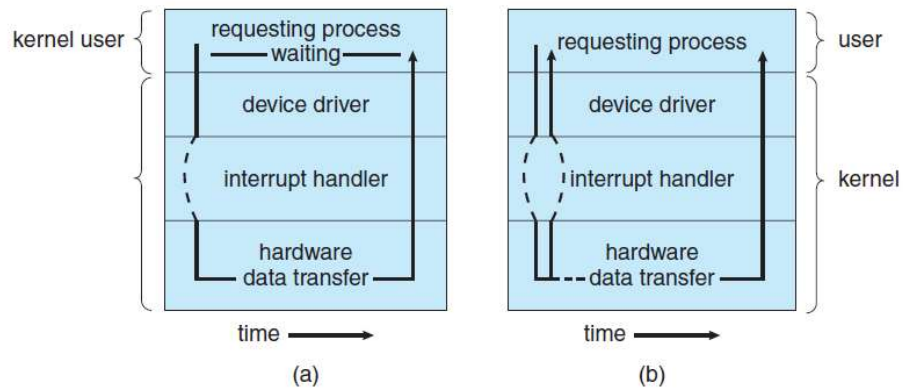 kernel user
requesting process
waiting
device driver
interrupt handler
hardware
data transfer
time
(a)
requesting process
user
device driver
interrupt handler
kernel
hardware
data transfer
time
(b)